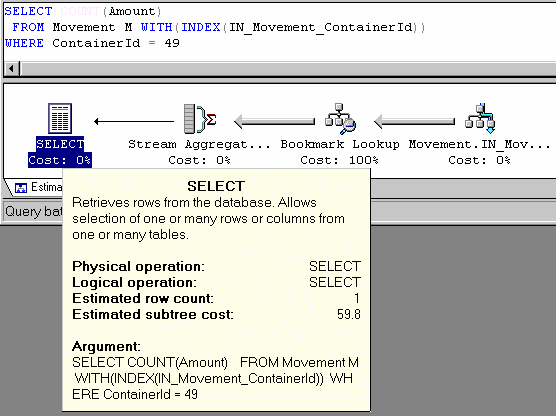 SELECT COUNT(Amount)
FROM Movement M WITH(INDEX(IN_Movement_ContainerId))
WHERE ContainerId = 49
SELECT Stream Aggregat... Bookmark Lookup Movement.IN_Mov...
Cost: 0% Cost: 0% Cost: 100% Cost: 0%
Estima
Query bat
SELECT
Retrieves rows from the database. Allows
selection of one or many rows or columns from
one or many tables.
Physical operation: SELECT
Logical operation: SELECT
Estimated row count: 1
Estimated subtree cost: 59.8
Argument:
SELECT COUNT(Amount) FROM Movement M
WITH(INDEX(IN_Movement_ContainerId)) WH
ERE ContainerId = 49